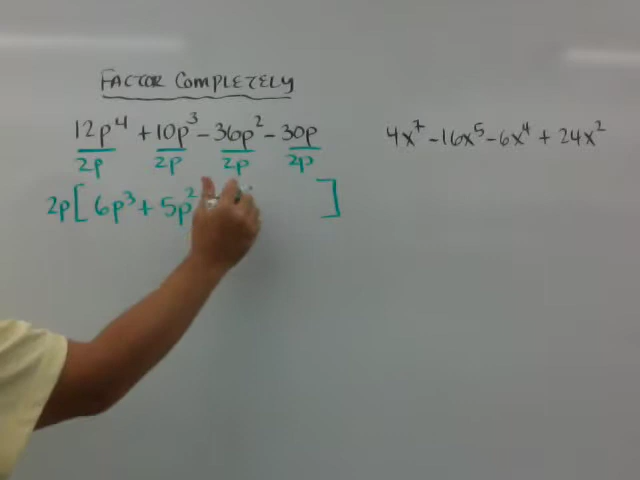 FACTOR COMPLETELY
12p⁴ + 10p³ - 36p² - 30p
2p 2p 2p 2p
2p[6p³ + 5p² ]
4x⁷ - 16x⁵ - 6x⁴ + 24x²